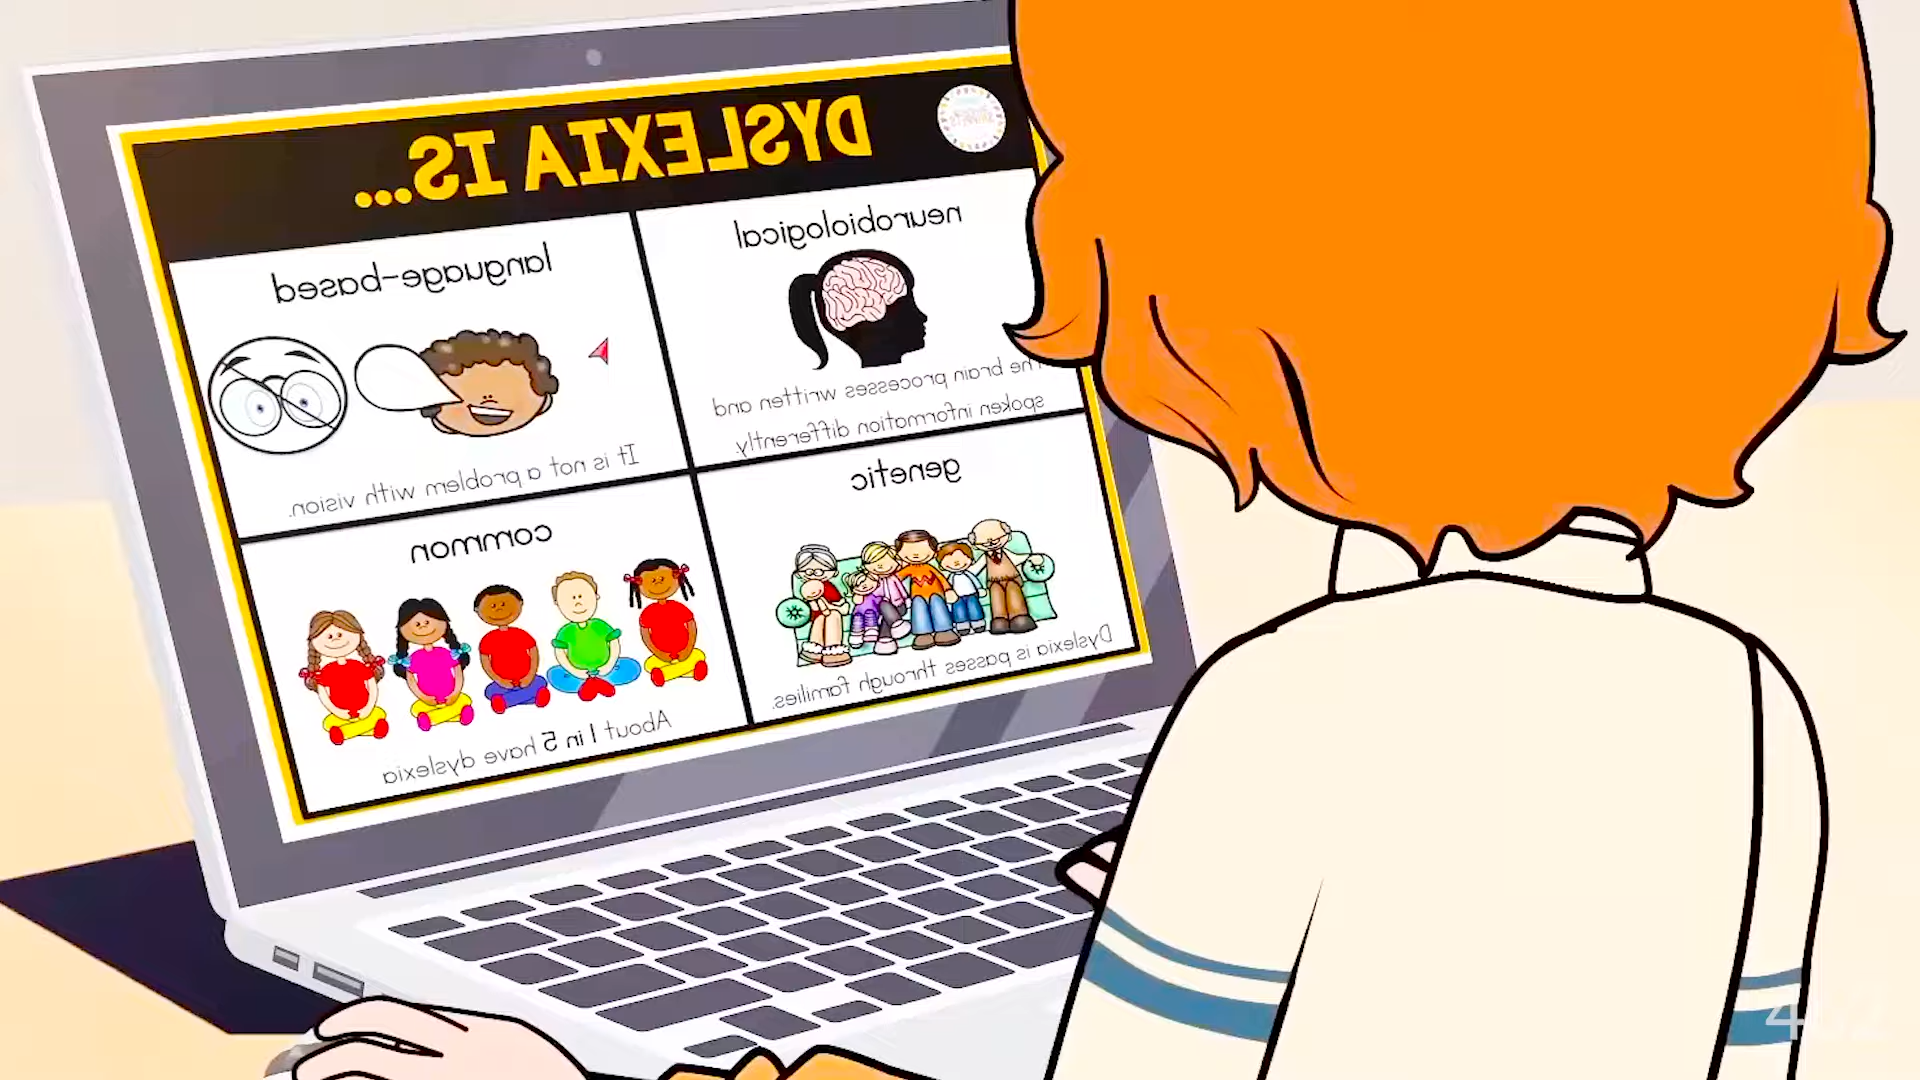 DYSLEXIA IS...
neurobiological
the brain processes written and
spoken information differently.
language-based
It is not a problem with vision.
genetic
Dyslexia is passes through families.
common
About 1 in 5 have dyslexia